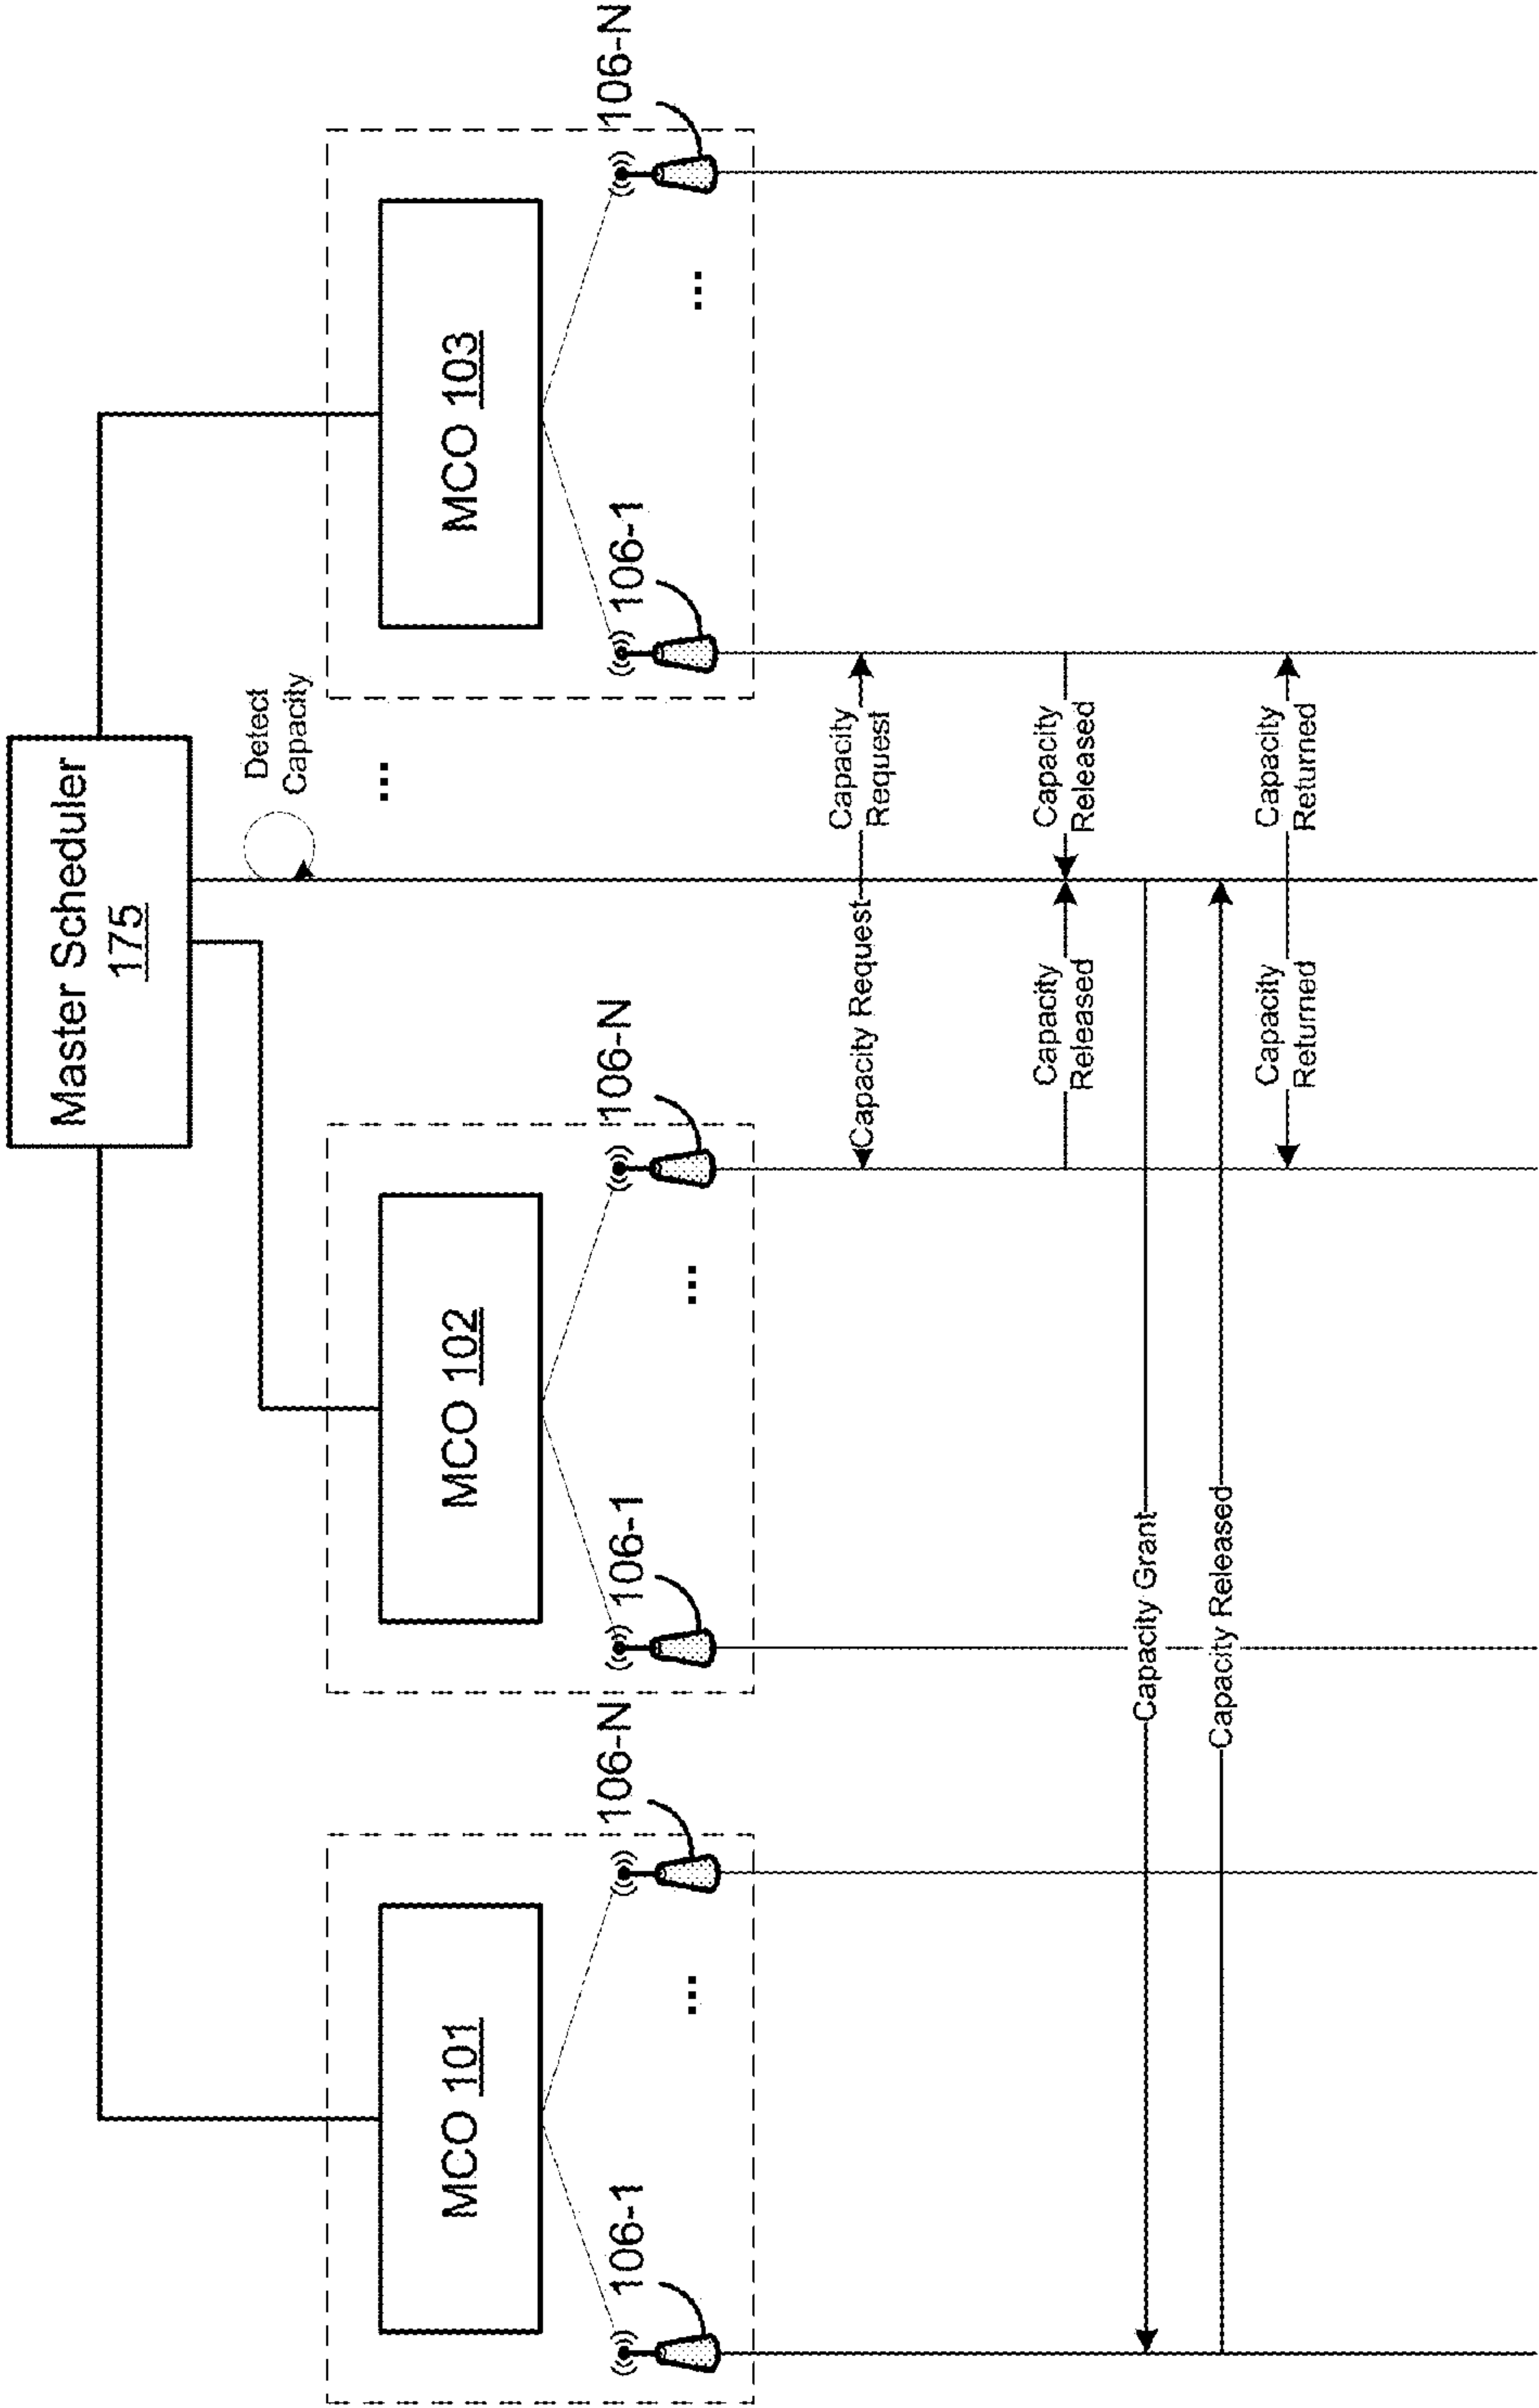 Master Scheduler
175
Detect
Capacity
...
MCO 101
106-1
...
106-N
MCO 102
106-1
...
106-N
MCO 103
106-1
...
106-N
Capacity Request
Capacity
Request
Capacity
Released
Capacity
Released
Capacity Grant
Capacity Released
Capacity
Returned
Capacity
Returned